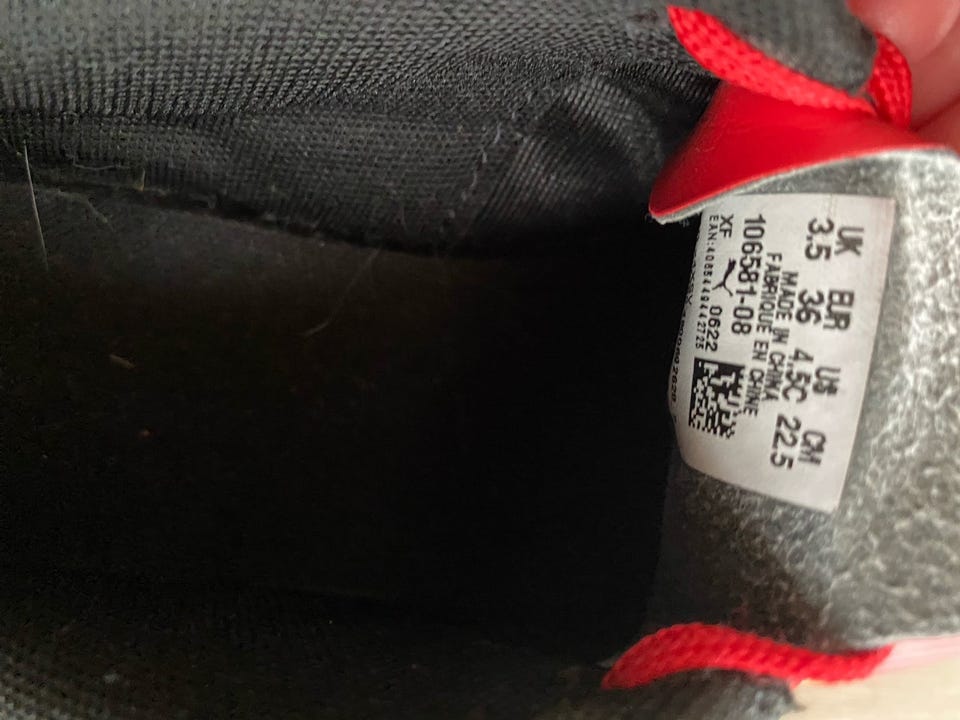 UK EUR US CM
3.5 36 4.5C 22.5
MADE IN CHINA
FABRIQUE EN CHINE
106581-08
XF 0622